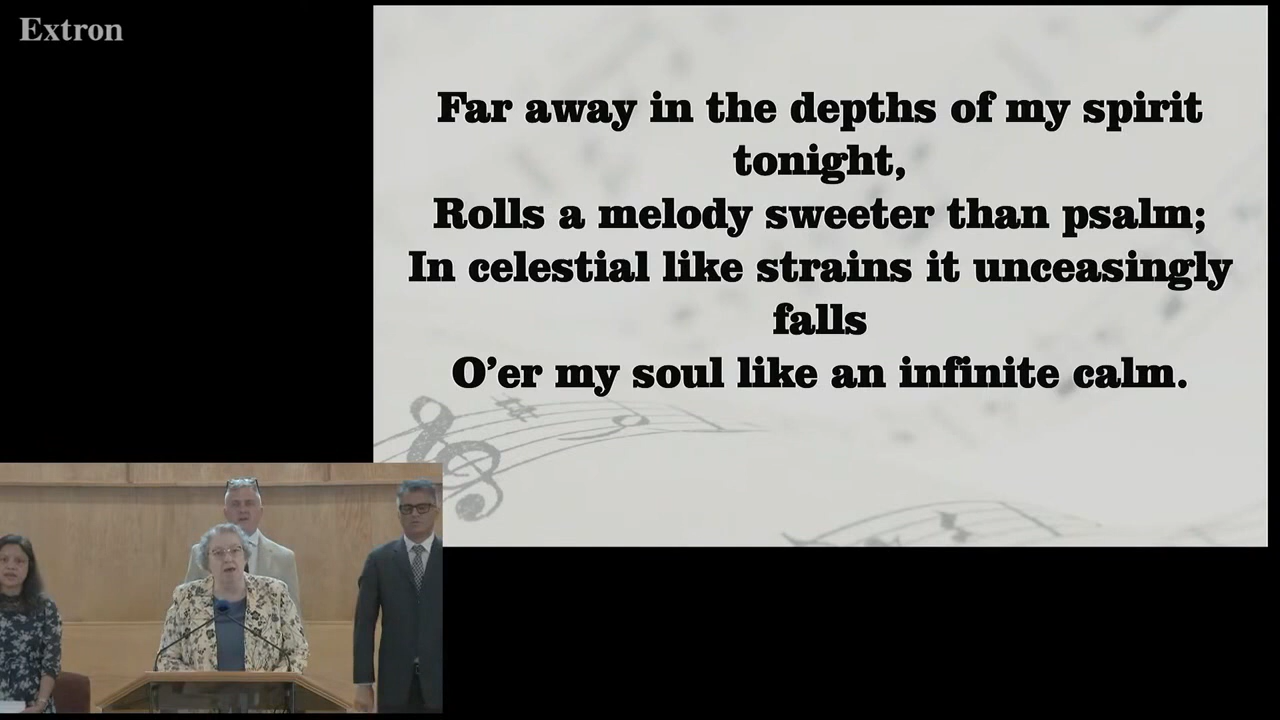 Extron
Far away in the depths of my spirit
tonight,
Rolls a melody sweeter than psalm;
In celestial like strains it unceasingly
falls
O’er my soul like an infinite calm.